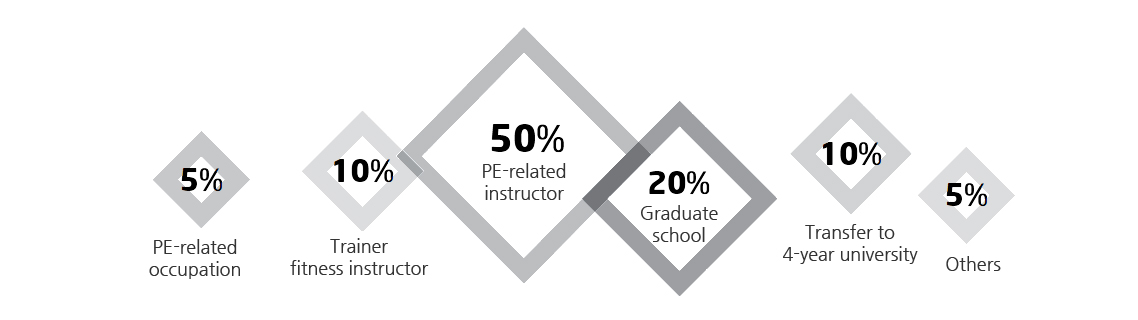 5%
PE-related
occupation
10%
Trainer
fitness instructor
50%
PE-related
instructor
20%
Graduate
school
10%
Transfer to
4-year university
5%
Others